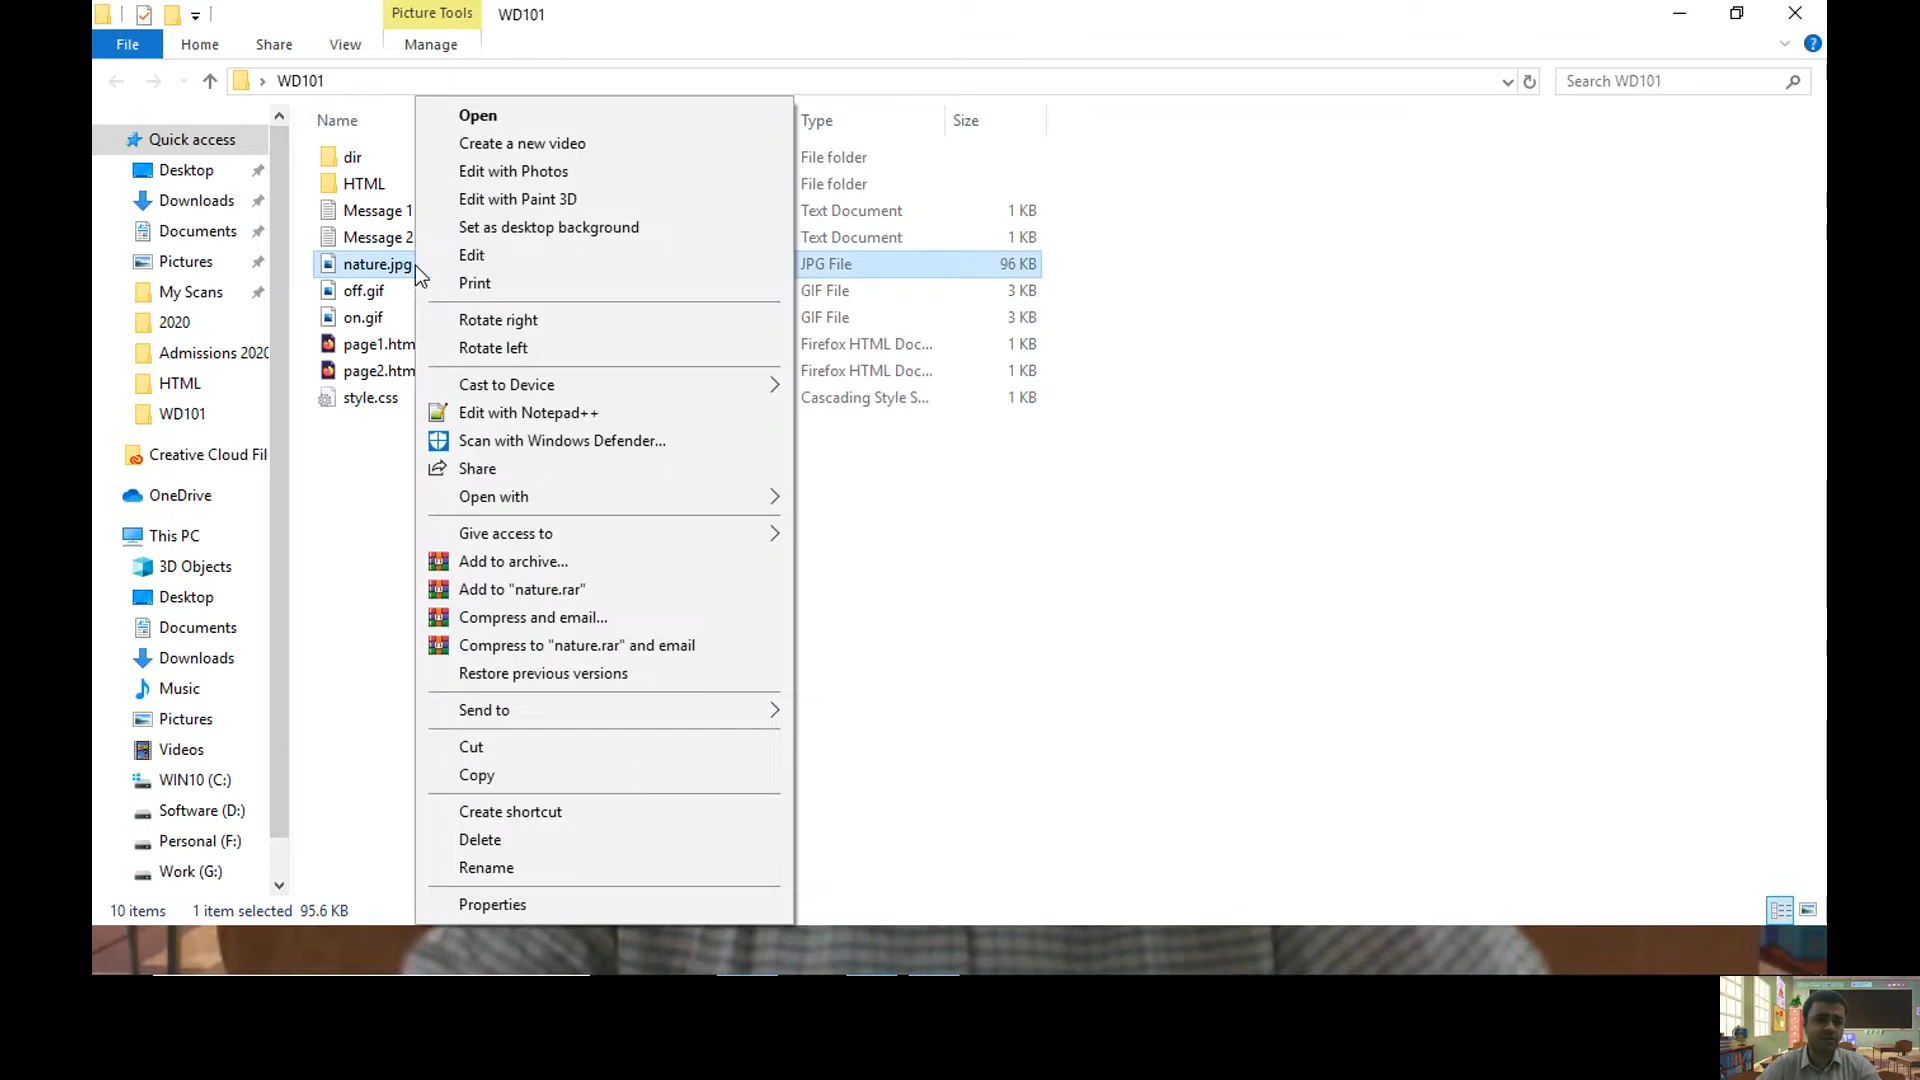 Picture Tools
WD101
File
Home
Share
View
Manage
WD101
Search WD101
Quick access
Desktop
Downloads
Documents
Pictures
My Scans
2020
Admissions 2020
HTML
WD101
Creative Cloud Fil
OneDrive
This PC
3D Objects
Desktop
Documents
Downloads
Music
Pictures
Videos
WIN10 (C:)
Software (D:)
Personal (F:)
Work (G:)
Name
Type
Size
dir
File folder
HTML
File folder
Message 1
Text Document
1 KB
Message 2
Text Document
1 KB
nature.jpg
JPG File
96 KB
off.gif
GIF File
3 KB
on.gif
GIF File
3 KB
page1.htm
Firefox HTML Doc...
1 KB
page2.htm
Firefox HTML Doc...
1 KB
style.css
Cascading Style S...
1 KB
Open
Create a new video
Edit with Photos
Edit with Paint 3D
Set as desktop background
Edit
Print
Rotate right
Rotate left
Cast to Device
Edit with Notepad++
Scan with Windows Defender...
Share
Open with
Give access to
Add to archive...
Add to "nature.rar"
Compress and email...
Compress to "nature.rar" and email
Restore previous versions
Send to
Cut
Copy
Create shortcut
Delete
Rename
Properties
10 items
1 item selected 95.6 KB